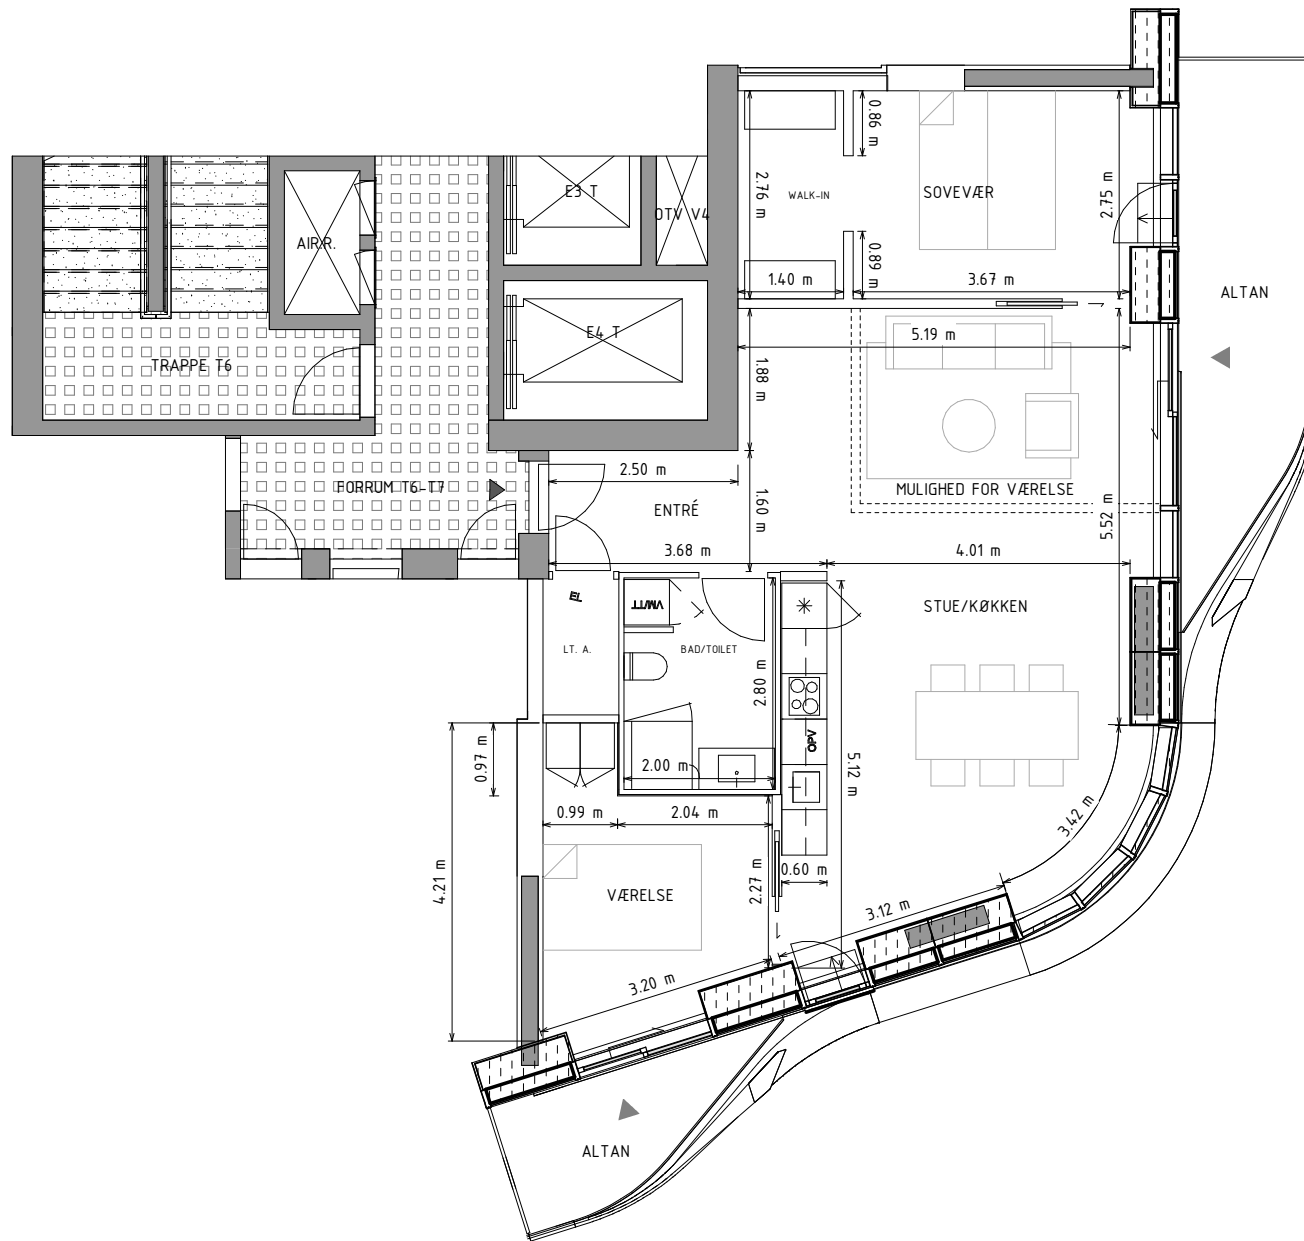 0.86 m
2.76 m
WALK-IN
SOVEVÆR
2.75 m
E3 T
OTV V4
AIRR.
0.89 m
1.40 m
3.67 m
ALTAN
E4 T
5.19 m
TRAPPE T6
1.88 m
2.50 m
FORRUM T6-T7
MULIGHED FOR VÆRELSE
ENTRÉ
1.60 m
5.52 m
3.68 m
4.01 m
EL
VM/TT
STUE/KØKKEN
LT. A.
BAD/TOILET
2.80 m
OPV
0.97 m
2.00 m
5.12 m
0.99 m
2.04 m
3.42 m
4.21 m
VÆRELSE
2.27 m
0.60 m
3.12 m
3.20 m
ALTAN